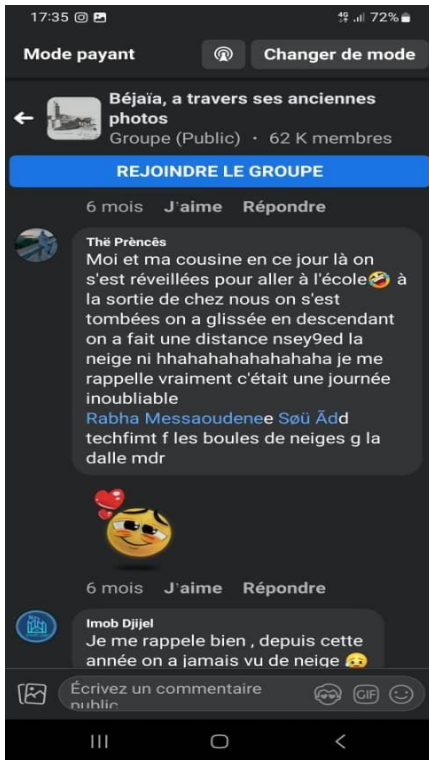 17:35
4G 72%
Mode payant
Changer de mode
Béjaïa, a travers ses anciennes
photos
Groupe (Public) · 62 K membres
REJOINDRE LE GROUPE
6 mois J'aime Répondre
Thë Prèncês
Moi et ma cousine en ce jour là on
s'est réveillées pour aller à l'école🤣 à
la sortie de chez nous on s'est
tombées on a glissée en descendant
on a fait une distance nsey9ed la
neige ni hhahahahahahahaha je me
rappelle vraiment c'était une journée
inoubliable
Rabha Messaoudenee Søü Ãdd
techfimt f les boules de neiges g la
dalle mdr
6 mois J'aime Répondre
Imob Djijel
Je me rappele bien , depuis cette
année on a jamais vu de neige 😥
Écrivez un commentaire
public...
GIF